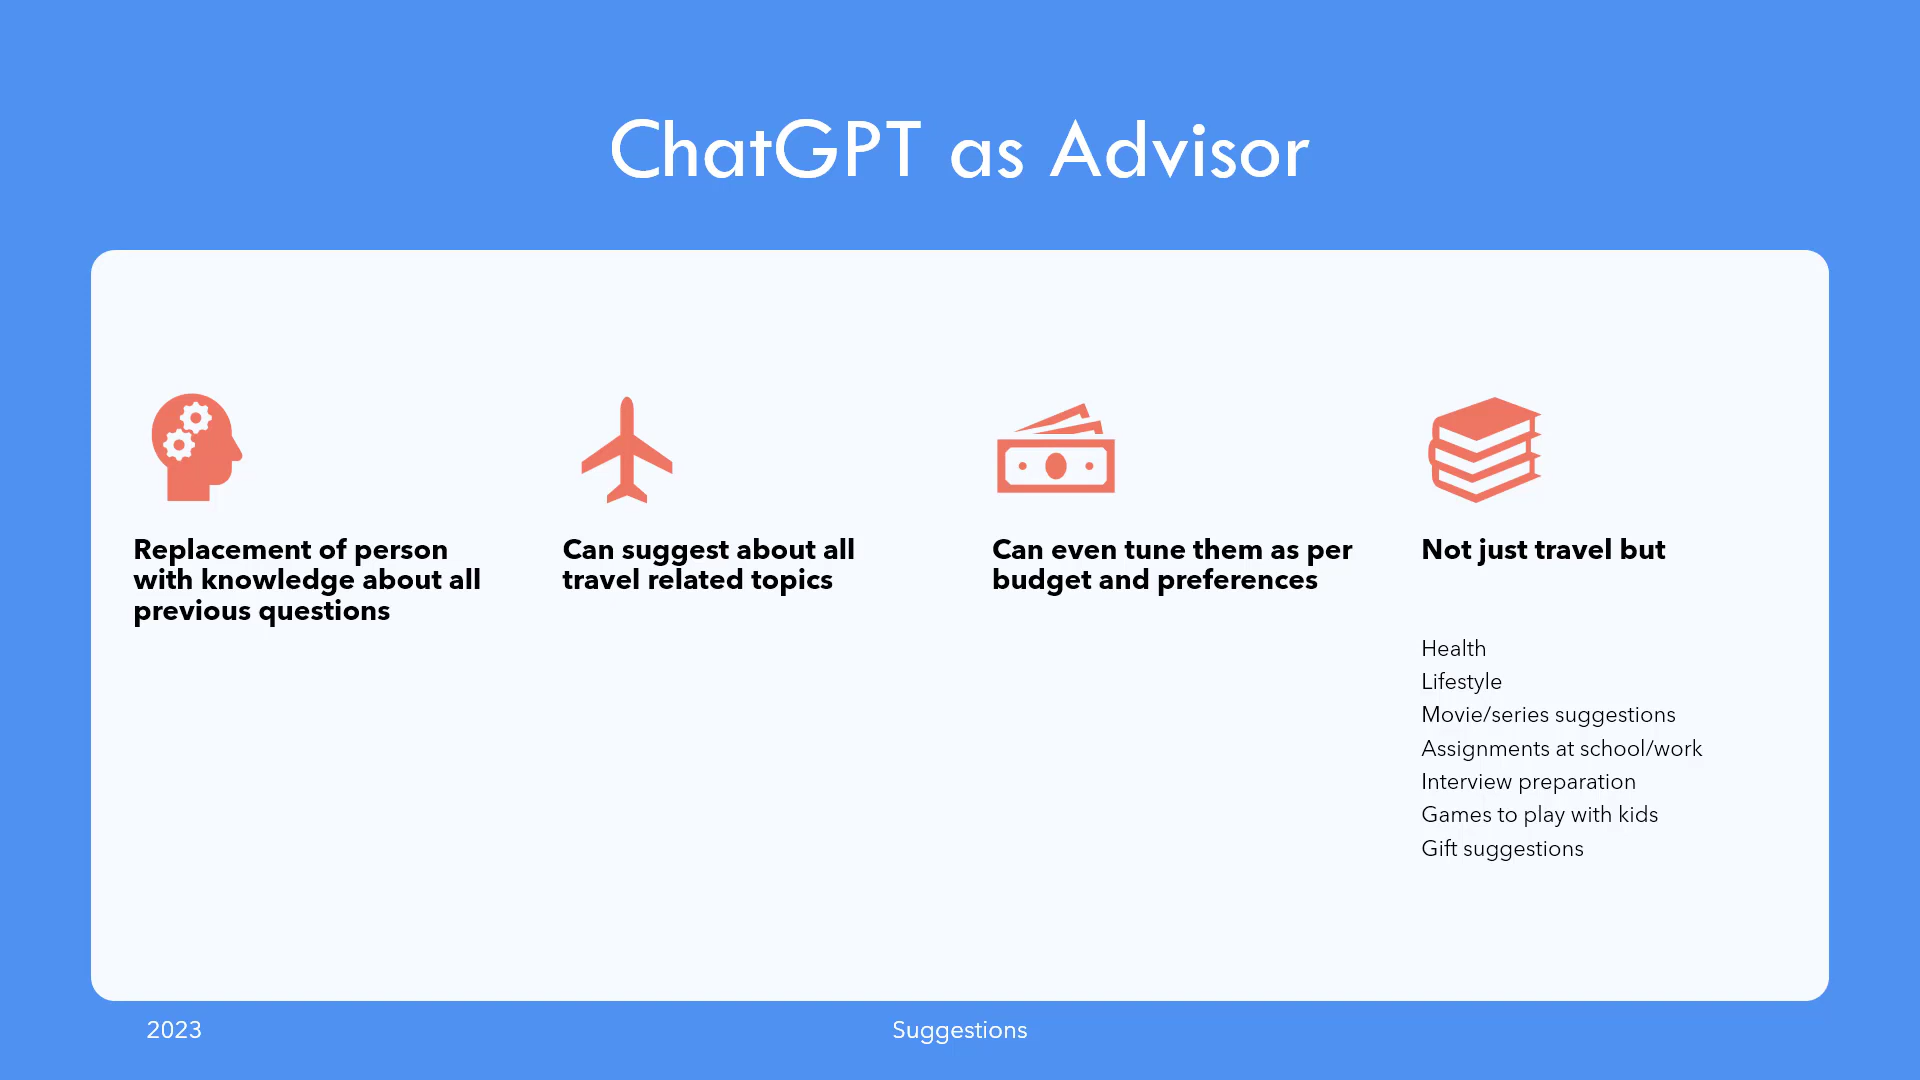 ChatGPT as Advisor
Replacement of person
with knowledge about all
previous questions
Can suggest about all
travel related topics
Can even tune them as per
budget and preferences
Not just travel but
Health
Lifestyle
Movie/series suggestions
Assignments at school/work
Interview preparation
Games to play with kids
Gift suggestions
2023
Suggestions